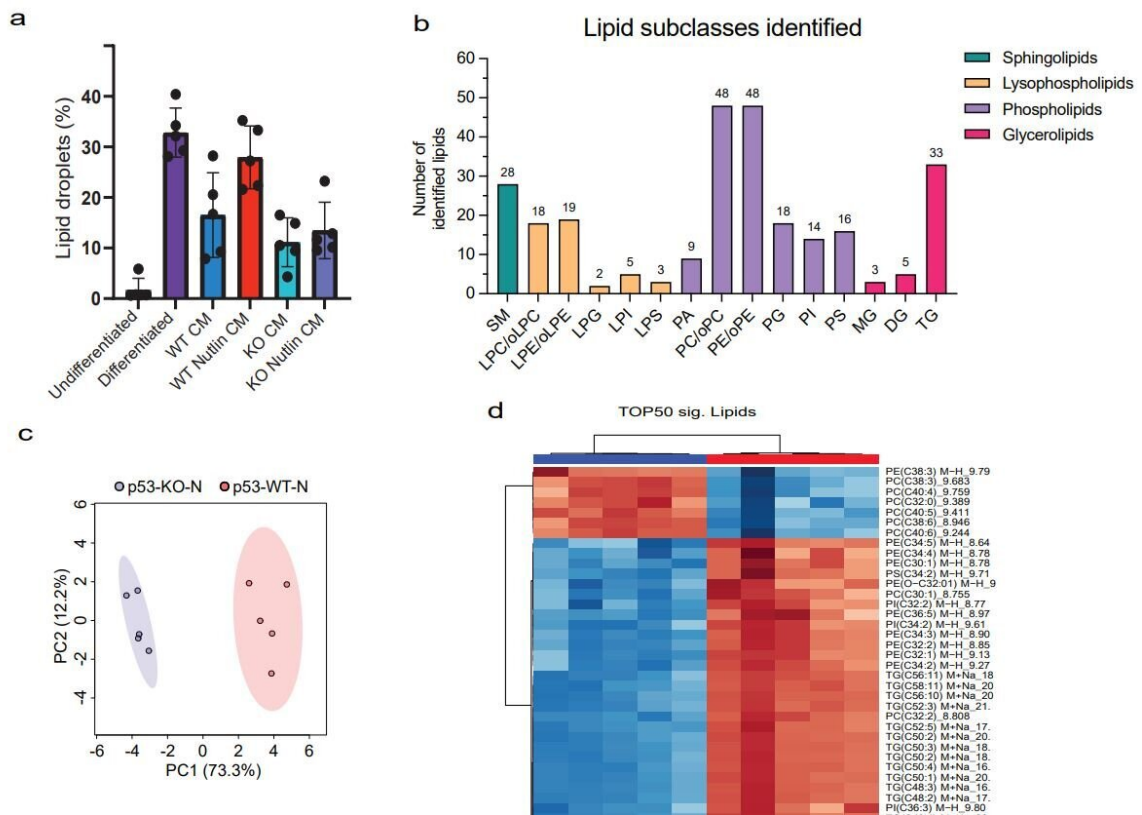 a
Lipid droplets (%)
40
30
20
10
0
Undifferentiated
Differentiated
WT CM
WT Nutlin CM
KO CM
KO Nutlin CM
b
Lipid subclasses identified
Number of
identified lipids
60
50
40
30
20
10
0
28
18
19
2
5
3
9
48
48
18
14
16
3
5
33
SM
LPC/oLPC
LPE/oLPE
LPG
LPI
LPS
PA
PC/oPC
PE/oPE
PG
PI
PS
MG
DG
TG
Sphingolipids
Lysophospholipids
Phospholipids
Glycerolipids
c
p53-KO-N
p53-WT-N
PC2 (12.2%)
6
4
2
0
-2
-4
-6
-4
-2
0
2
4
6
PC1 (73.3%)
d
TOP50 sig. Lipids
PE(C38:3) M−H_9.79
PC(C38:3)_9.683
PC(C40:4)_9.759
PC(C32:0)_9.389
PC(C40:5)_9.411
PC(C38:6)_8.946
PC(C40:6)_9.244
PE(C34:5) M−H_8.64
PE(C34:4) M−H_8.78
PE(C30:1) M−H_8.78
PS(C34:2) M−H_9.71
PE(O−C32:01) M−H_9
PC(C30:1)_8.755
PI(C32:2) M−H_8.77
PE(C36:5) M−H_8.97
PI(C34:2) M−H_9.61
PE(C34:3) M−H_8.90
PE(C32:2) M−H_8.85
PE(C32:1) M−H_9.13
PE(C34:2) M−H_9.27
TG(C56:11) M+Na_18
TG(C58:11) M+Na_20
TG(C56:10) M+Na_20
TG(C52:3) M+Na_21.
PC(C32:2)_8.808
TG(C52:5) M+Na_17.
TG(C50:2) M+Na_20.
TG(C50:3) M+Na_18.
TG(C50:2) M+Na_18.
TG(C50:4) M+Na_16.
TG(C50:1) M+Na_20.
TG(C48:3) M+Na_16.
TG(C48:2) M+Na_17.
PI(C36:3) M−H_9.80